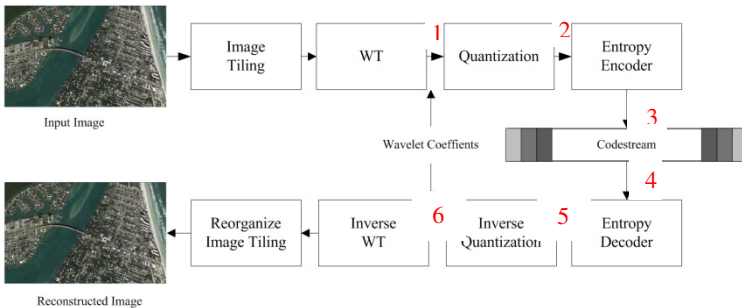 1
2
Image
Tiling
WT
Quantization
Entropy
Encoder
Input Image
3
Wavelet Coeffients
Codestream
4
6
5
Reorganize
Image Tiling
Inverse
WT
Inverse
Quantization
Entropy
Decoder
Reconstructed Image